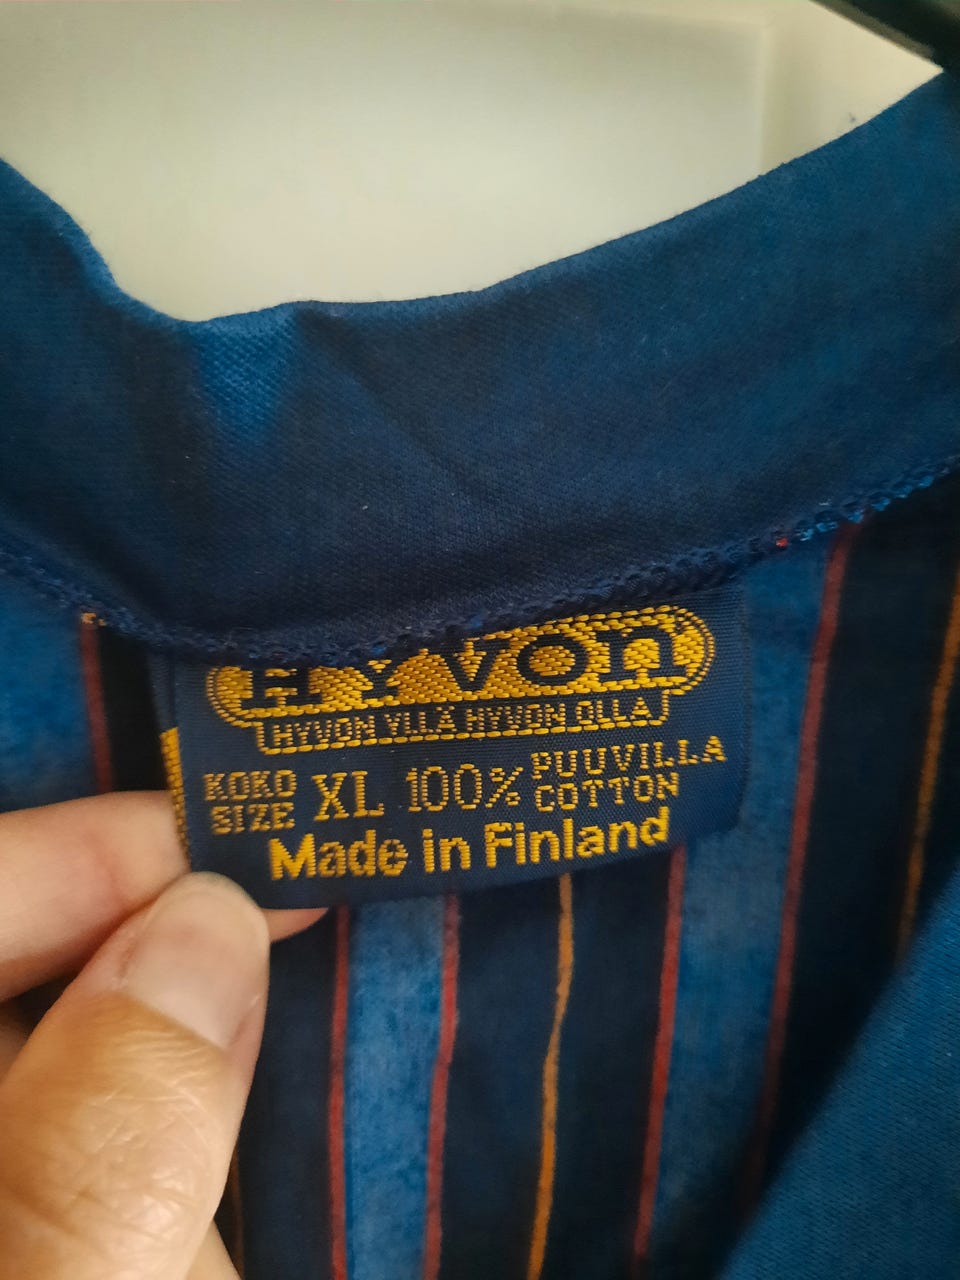 HYVon
HYVON YLLÄ HYVON OLLA
KOKO
SIZE
XL
100%
PUUVILLA
COTTON
Made in Finland